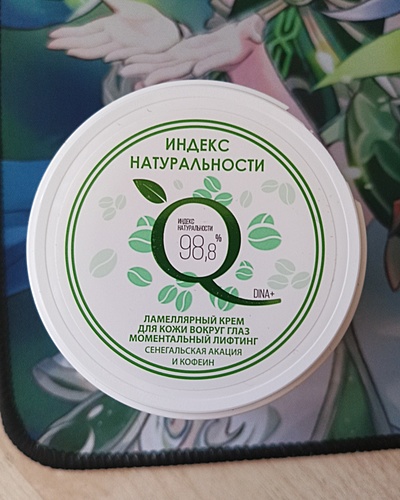 ИНДЕКС
НАТУРАЛЬНОСТИ
ИНДЕКС
НАТУРАЛЬНОСТИ
98,8 %
Q
DINA+
ЛАМЕЛЛЯРНЫЙ КРЕМ
ДЛЯ КОЖИ ВОКРУГ ГЛАЗ
МОМЕНТАЛЬНЫЙ ЛИФТИНГ
СЕНЕГАЛЬСКАЯ АКАЦИЯ
И КОФЕИН